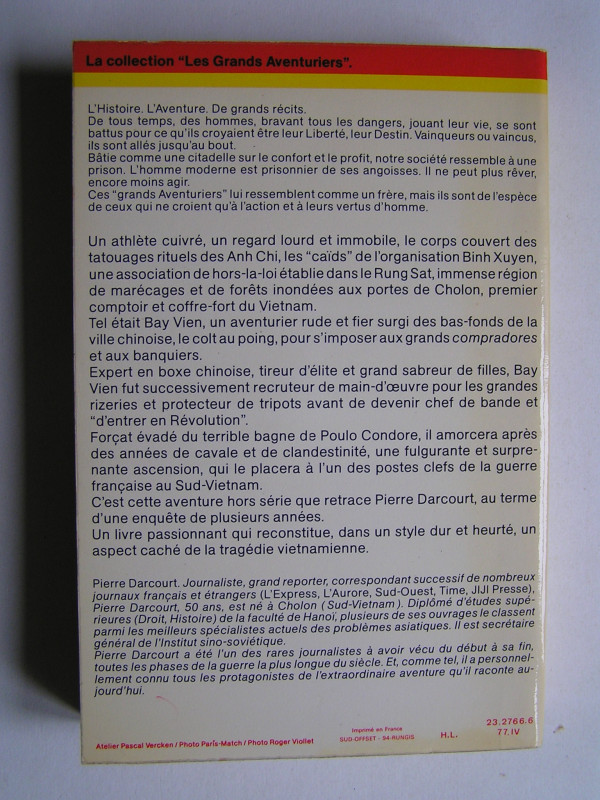 La collection "Les Grands Aventuriers".
L'Histoire. L'Aventure. De grands récits.
De tous temps, des hommes, bravant tous les dangers, jouant leur vie, se sont
battus pour ce qu'ils croyaient être leur Liberté, leur Destin. Vainqueurs ou vaincus,
ils sont allés jusqu'au bout.
Bâtie comme une citadelle sur le confort et le profit, notre société ressemble à une
prison. L'homme moderne est prisonnier de ses angoisses. Il ne peut plus rêver,
encore moins agir.
Ces "grands Aventuriers" lui ressemblent comme un frère, mais ils sont de l'espèce
de ceux qui ne croient qu'à l'action et à leurs vertus d'homme.
Un athlète cuivré, un regard lourd et immobile, le corps couvert des
tatouages rituels des Anh Chi, les "caïds" de l'organisation Binh Xuyen,
une association de hors-la-loi établie dans le Rung Sat, immense région
de marécages et de forêts inondées aux portes de Cholon, premier
comptoir et coffre-fort du Vietnam.
Tel était Bay Vien, un aventurier rude et fier surgi des bas-fonds de la
ville chinoise, le colt au poing, pour s'imposer aux grands compradores
et aux banquiers.
Expert en boxe chinoise, tireur d'élite et grand sabreur de filles, Bay
Vien fut successivement recruteur de main-d'œuvre pour les grandes
rizeries et protecteur de tripots avant de devenir chef de bande et
"d'entrer en Révolution".
Forçat évadé du terrible bagne de Poulo Condore, il amorcera après
des années de cavale et de clandestinité, une fulgurante et surpre-
nante ascension, qui le placera à l'un des postes clefs de la guerre
française au Sud-Vietnam.
C'est cette aventure hors série que retrace Pierre Darcourt, au terme
d'une enquête de plusieurs années.
Un livre passionnant qui reconstitue, dans un style dur et heurté, un
aspect caché de la tragédie vietnamienne.
Pierre Darcourt. Journaliste, grand reporter, correspondant successif de nombreux
journaux français et étrangers (L'Express, L'Aurore, Sud-Ouest, Time, JIJI Presse),
Pierre Darcourt, 50 ans, est né à Cholon (Sud-Vietnam). Diplômé d'études supé-
rieures (Droit, Histoire) de la faculté de Hanoï, plusieurs de ses ouvrages le classent
parmi les meilleurs spécialistes actuels des problèmes asiatiques. Il est secrétaire
général de l'Institut sino-soviétique.
Pierre Darcourt a été l'un des rares journalistes à avoir vécu du début à sa fin,
toutes les phases de la guerre la plus longue du siècle. Et, comme tel, il a personnel-
lement connu tous les protagonistes de l'extraordinaire aventure qu'il raconte au-
jourd'hui.
Atelier Pascal Vercken / Photo Paris-Match / Photo Roger Viollet
Imprimé en France
SUD-OFFSET - 94-RUNGIS
H.L.
23.2766.6
77.IV